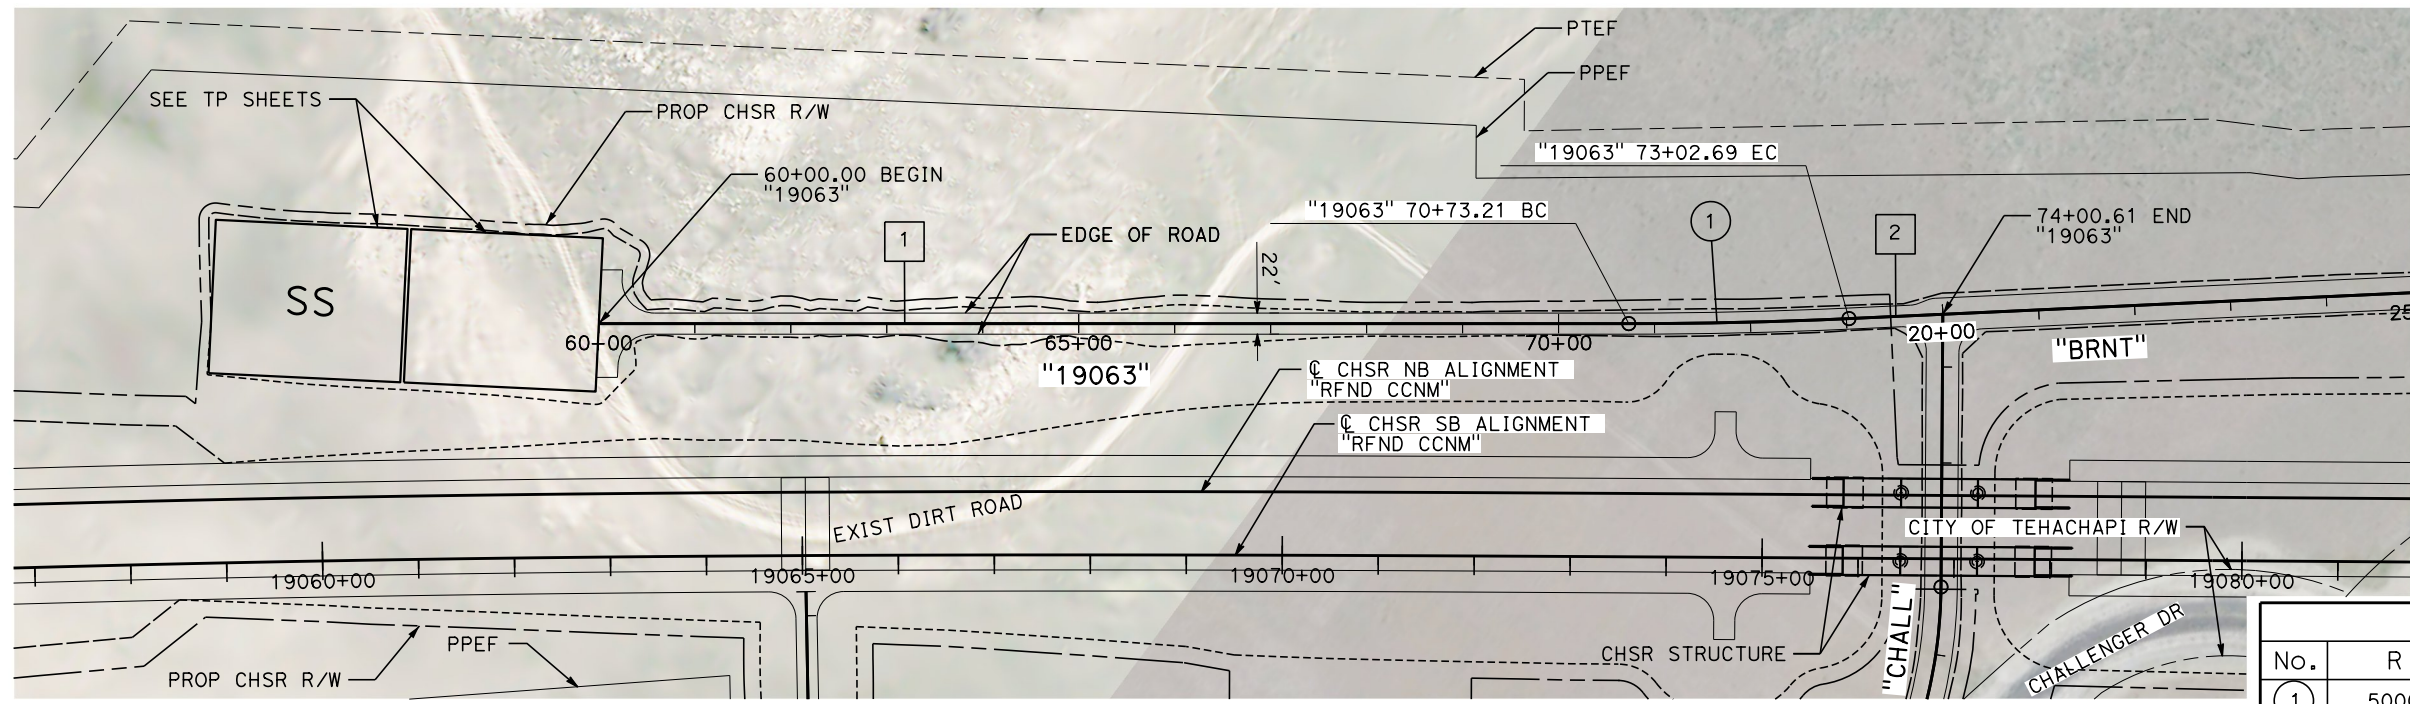 PTEF
PPEF
SEE TP SHEETS
PROP CHSR R/W
"19063" 73+02.69 EC
60+00.00 BEGIN
"19063"
"19063" 70+73.21 BC
1
74+00.61 END
"19063"
1
EDGE OF ROAD
2
22'
SS
60+00
65+00
70+00
20+00
25
"19063"
"BRNT"
℄ CHSR NB ALIGNMENT
"RFND CCNM"
℄ CHSR SB ALIGNMENT
"RFND CCNM"
EXIST DIRT ROAD
CITY OF TEHACHAPI R/W
19060+00
19065+00
19070+00
19075+00
19080+00
"CHALL"
CHALLENGER DR
PPEF
CHSR STRUCTURE
PROP CHSR R/W
No. R
1